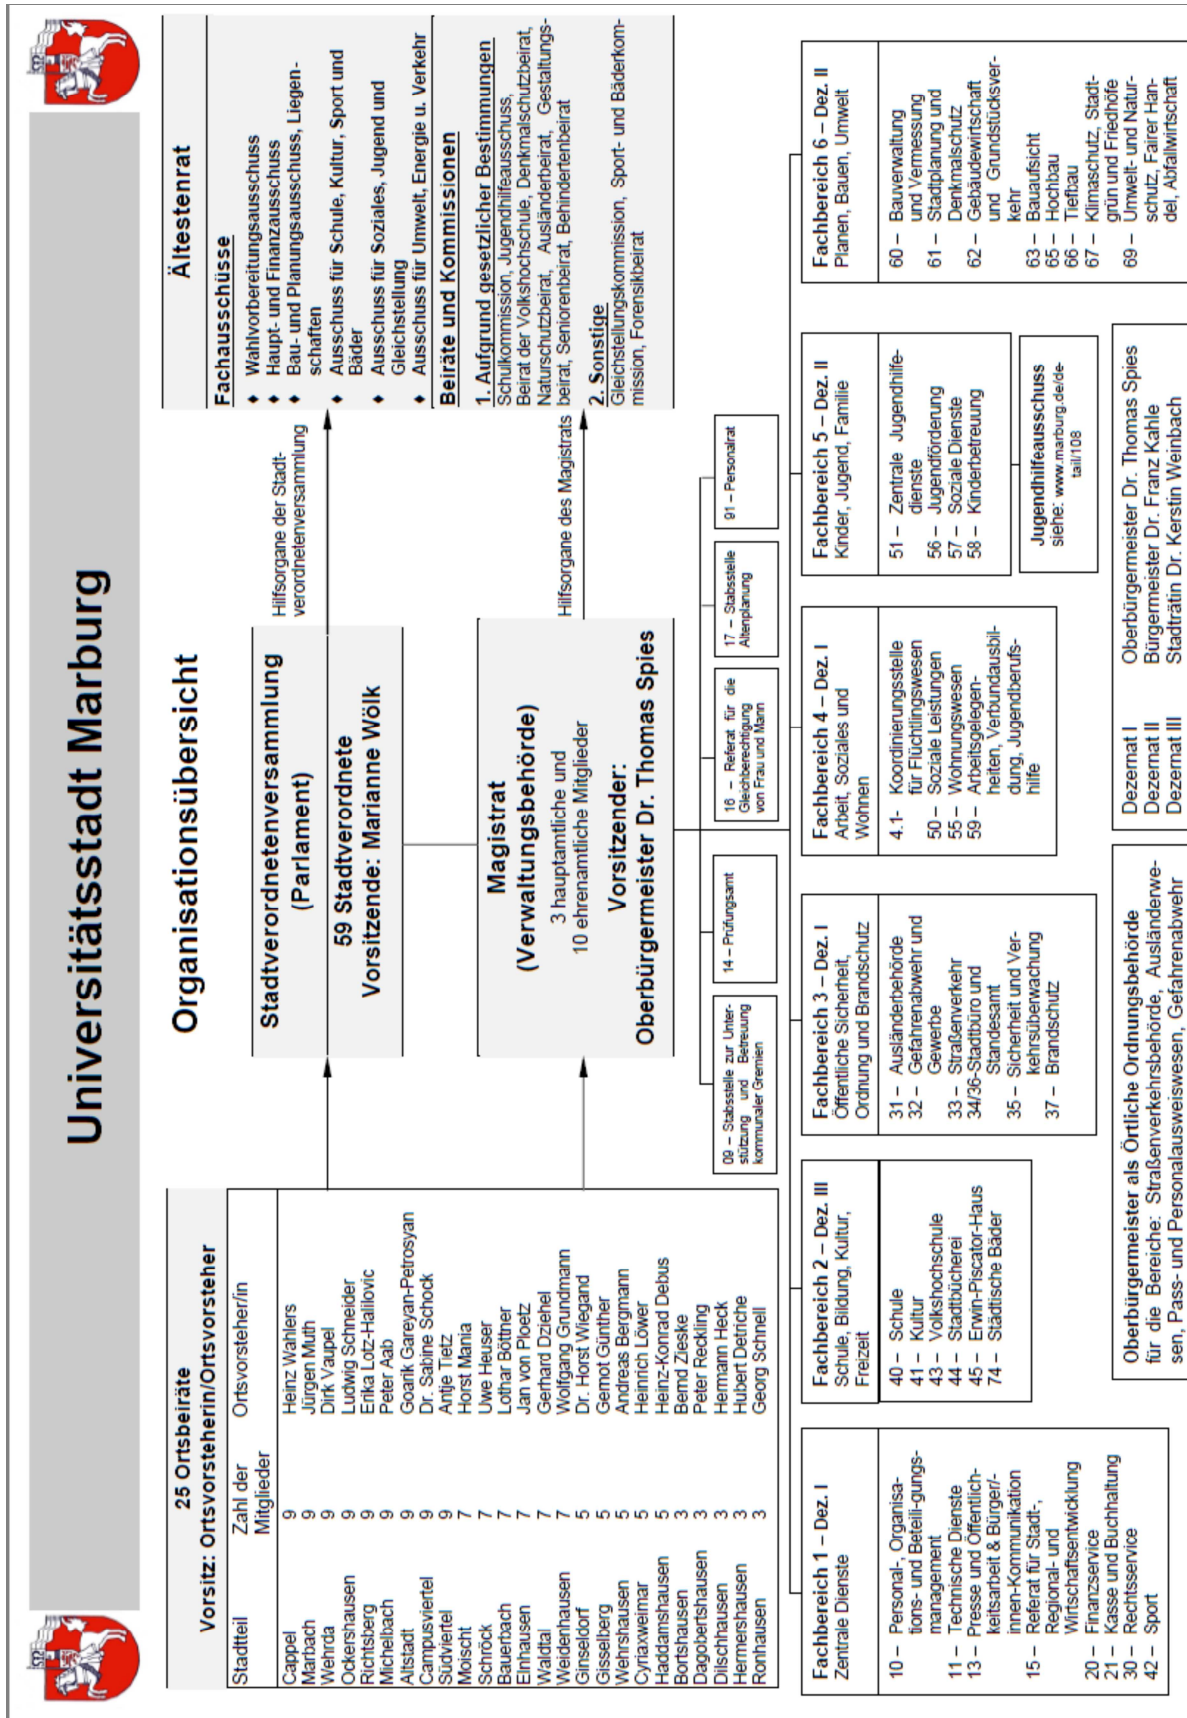 Universitätsstadt Marburg
Organisationsübersicht
25 Ortsbeiräte
Vorsitz: Ortsvorsteherin/Ortsvorsteher
Stadtteil Zahl der Mitglieder Ortsvorsteher/in
Cappel 9 Heinz Wahlers
Marbach 9 Jürgen Muth
Wehrda 9 Dirk Vaupel
Ockershausen 9 Ludwig Schneider
Richtsberg 9 Erika Lotz-Halilovic
Michelbach 9 Peter Aab
Altstadt 9 Goarik Gareyan-Petrosyan
Campusviertel 9 Dr. Sabine Schock
Südviertel 9 Antje Tietz
Moischt 7 Horst Mania
Schröck 7 Uwe Heuser
Bauerbach 7 Lothar Böttner
Elnhausen 7 Jan von Ploetz
Waldtal 7 Gerhard Dziehel
Weidenhausen 7 Wolfgang Grundmann
Ginseldorf 5 Dr. Horst Wiegand
Gisselberg 5 Gernot Günther
Wehrshausen 5 Andreas Bergmann
Cyriaxweimar 5 Heinrich Löwer
Haddamshausen 5 Heinz-Konrad Debus
Bortshausen 3 Bernd Zieske
Dagobertshausen 3 Peter Reckling
Dilschhausen 3 Hermann Heck
Hermershausen 3 Hubert Detriche
Ronhausen 3 Georg Schnell
Stadtverordnetenversammlung
(Parlament)
59 Stadtverordnete
Vorsitzende: Marianne Wölk
Hilfsorgane der Stadt-
verordnetenversammlung
Magistrat
(Verwaltungsbehörde)
3 hauptamtliche und
10 ehrenamtliche Mitglieder
Vorsitzender:
Oberbürgermeister Dr. Thomas Spies
Hilfsorgane des Magistrats
Ältestenrat
Fachausschüsse
♦ Wahlvorbereitungsausschuss
♦ Haupt- und Finanzausschuss
♦ Bau- und Planungsausschuss, Liegen-
schaften
♦ Ausschuss für Schule, Kultur, Sport und
Bäder
♦ Ausschuss für Soziales, Jugend und
Gleichstellung
♦ Ausschuss für Umwelt, Energie u. Verkehr
Beiräte und Kommissionen
1. Aufgrund gesetzlicher Bestimmungen
Schulkommission, Jugendhilfeausschuss,
Beirat der Volkshochschule, Denkmalschutzbeirat,
Naturschutzbeirat, Ausländerbeirat, Gestaltungs-
beirat, Seniorenbeirat, Behindertenbeirat
2. Sonstige
Gleichstellungskommission, Sport- und Bäderkom-
mission, Forensikbeirat
09 – Stabsstelle zur Unter-
stützung und Betreuung
kommunaler Gremien
14 – Prüfungsamt
16 – Referat für die
Gleichberechtigung
von Frau und Mann
17 – Stabsstelle
Altenplanung
91 – Personalrat
Fachbereich 1 – Dez. I
Zentrale Dienste
10 – Personal-, Organisa-
tions- und Beteili-gungs-
management
11 – Technische Dienste
13 – Presse und Öffentlich-
keitsarbeit & Bürger/-
innen-Kommunikation
15 – Referat für Stadt-,
Regional- und
Wirtschaftsentwicklung
20 – Finanzservice
21 – Kasse und Buchhaltung
30 – Rechtsservice
42 – Sport
Fachbereich 2 – Dez. III
Schule, Bildung, Kultur,
Freizeit
40 – Schule
41 – Kultur
43 – Volkshochschule
44 – Stadtbücherei
45 – Erwin-Piscator-Haus
74 – Städtische Bäder
Fachbereich 3 – Dez. I
Öffentliche Sicherheit,
Ordnung und Brandschutz
31 – Ausländerbehörde
32 – Gefahrenabwehr und
Gewerbe
33 – Straßenverkehr
34/36-Stadtbüro und
Standesamt
35 – Sicherheit und Ver-
kehrsüberwachung
37 – Brandschutz
Fachbereich 4 – Dez. I
Arbeit, Soziales und
Wohnen
4.1- Koordinierungsstelle
für Flüchtlingswesen
50 – Soziale Leistungen
55 – Wohnungswesen
59 – Arbeitsgelegen-
heiten, Verbundausbil-
dung, Jugendberufs-
hilfe
Fachbereich 5 – Dez. II
Kinder, Jugend, Familie
51 – Zentrale Jugendhilfe-
dienste
56 – Jugendförderung
57 – Soziale Dienste
58 – Kinderbetreuung
Jugendhilfeausschuss
siehe: www.marburg.de/de-
tail/108
Fachbereich 6 – Dez. II
Planen, Bauen, Umwelt
60 – Bauverwaltung
und Vermessung
61 – Stadtplanung und
Denkmalschutz
62 – Gebäudewirtschaft
und Grundstücksver-
kehr
63 – Bauaufsicht
65 – Hochbau
66 – Tiefbau
67 – Klimaschutz, Stadt-
grün und Friedhöfe
69 – Umwelt- und Natur-
schutz, Fairer Han-
del, Abfallwirtschaft
Oberbürgermeister als Örtliche Ordnungsbehörde
für die Bereiche: Straßenverkehrsbehörde, Ausländerwe-
sen, Pass- und Personalausweiswesen, Gefahrenabwehr
Dezernat I Oberbürgermeister Dr. Thomas Spies
Dezernat II Bürgermeister Dr. Franz Kahle
Dezernat III Stadträtin Dr. Kerstin Weinbach